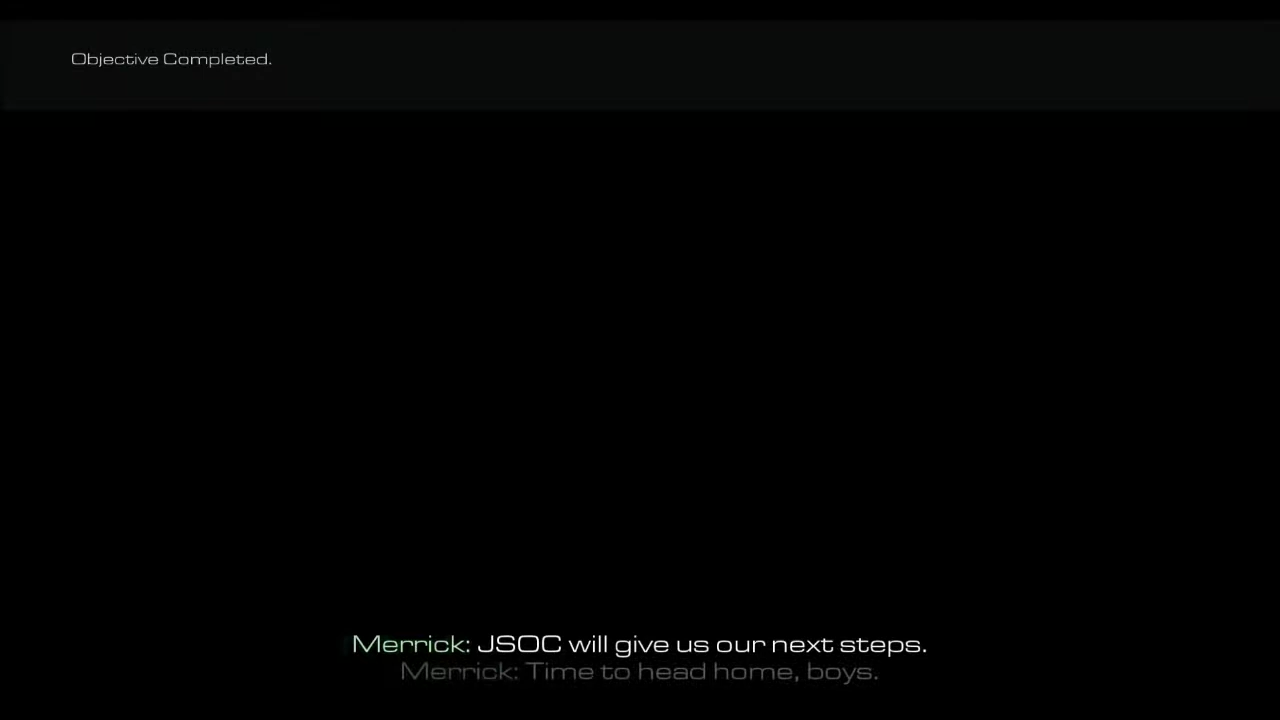 Objective Completed.
Merrick: JSOC will give us our next steps.
Merrick: Time to head home, boys.